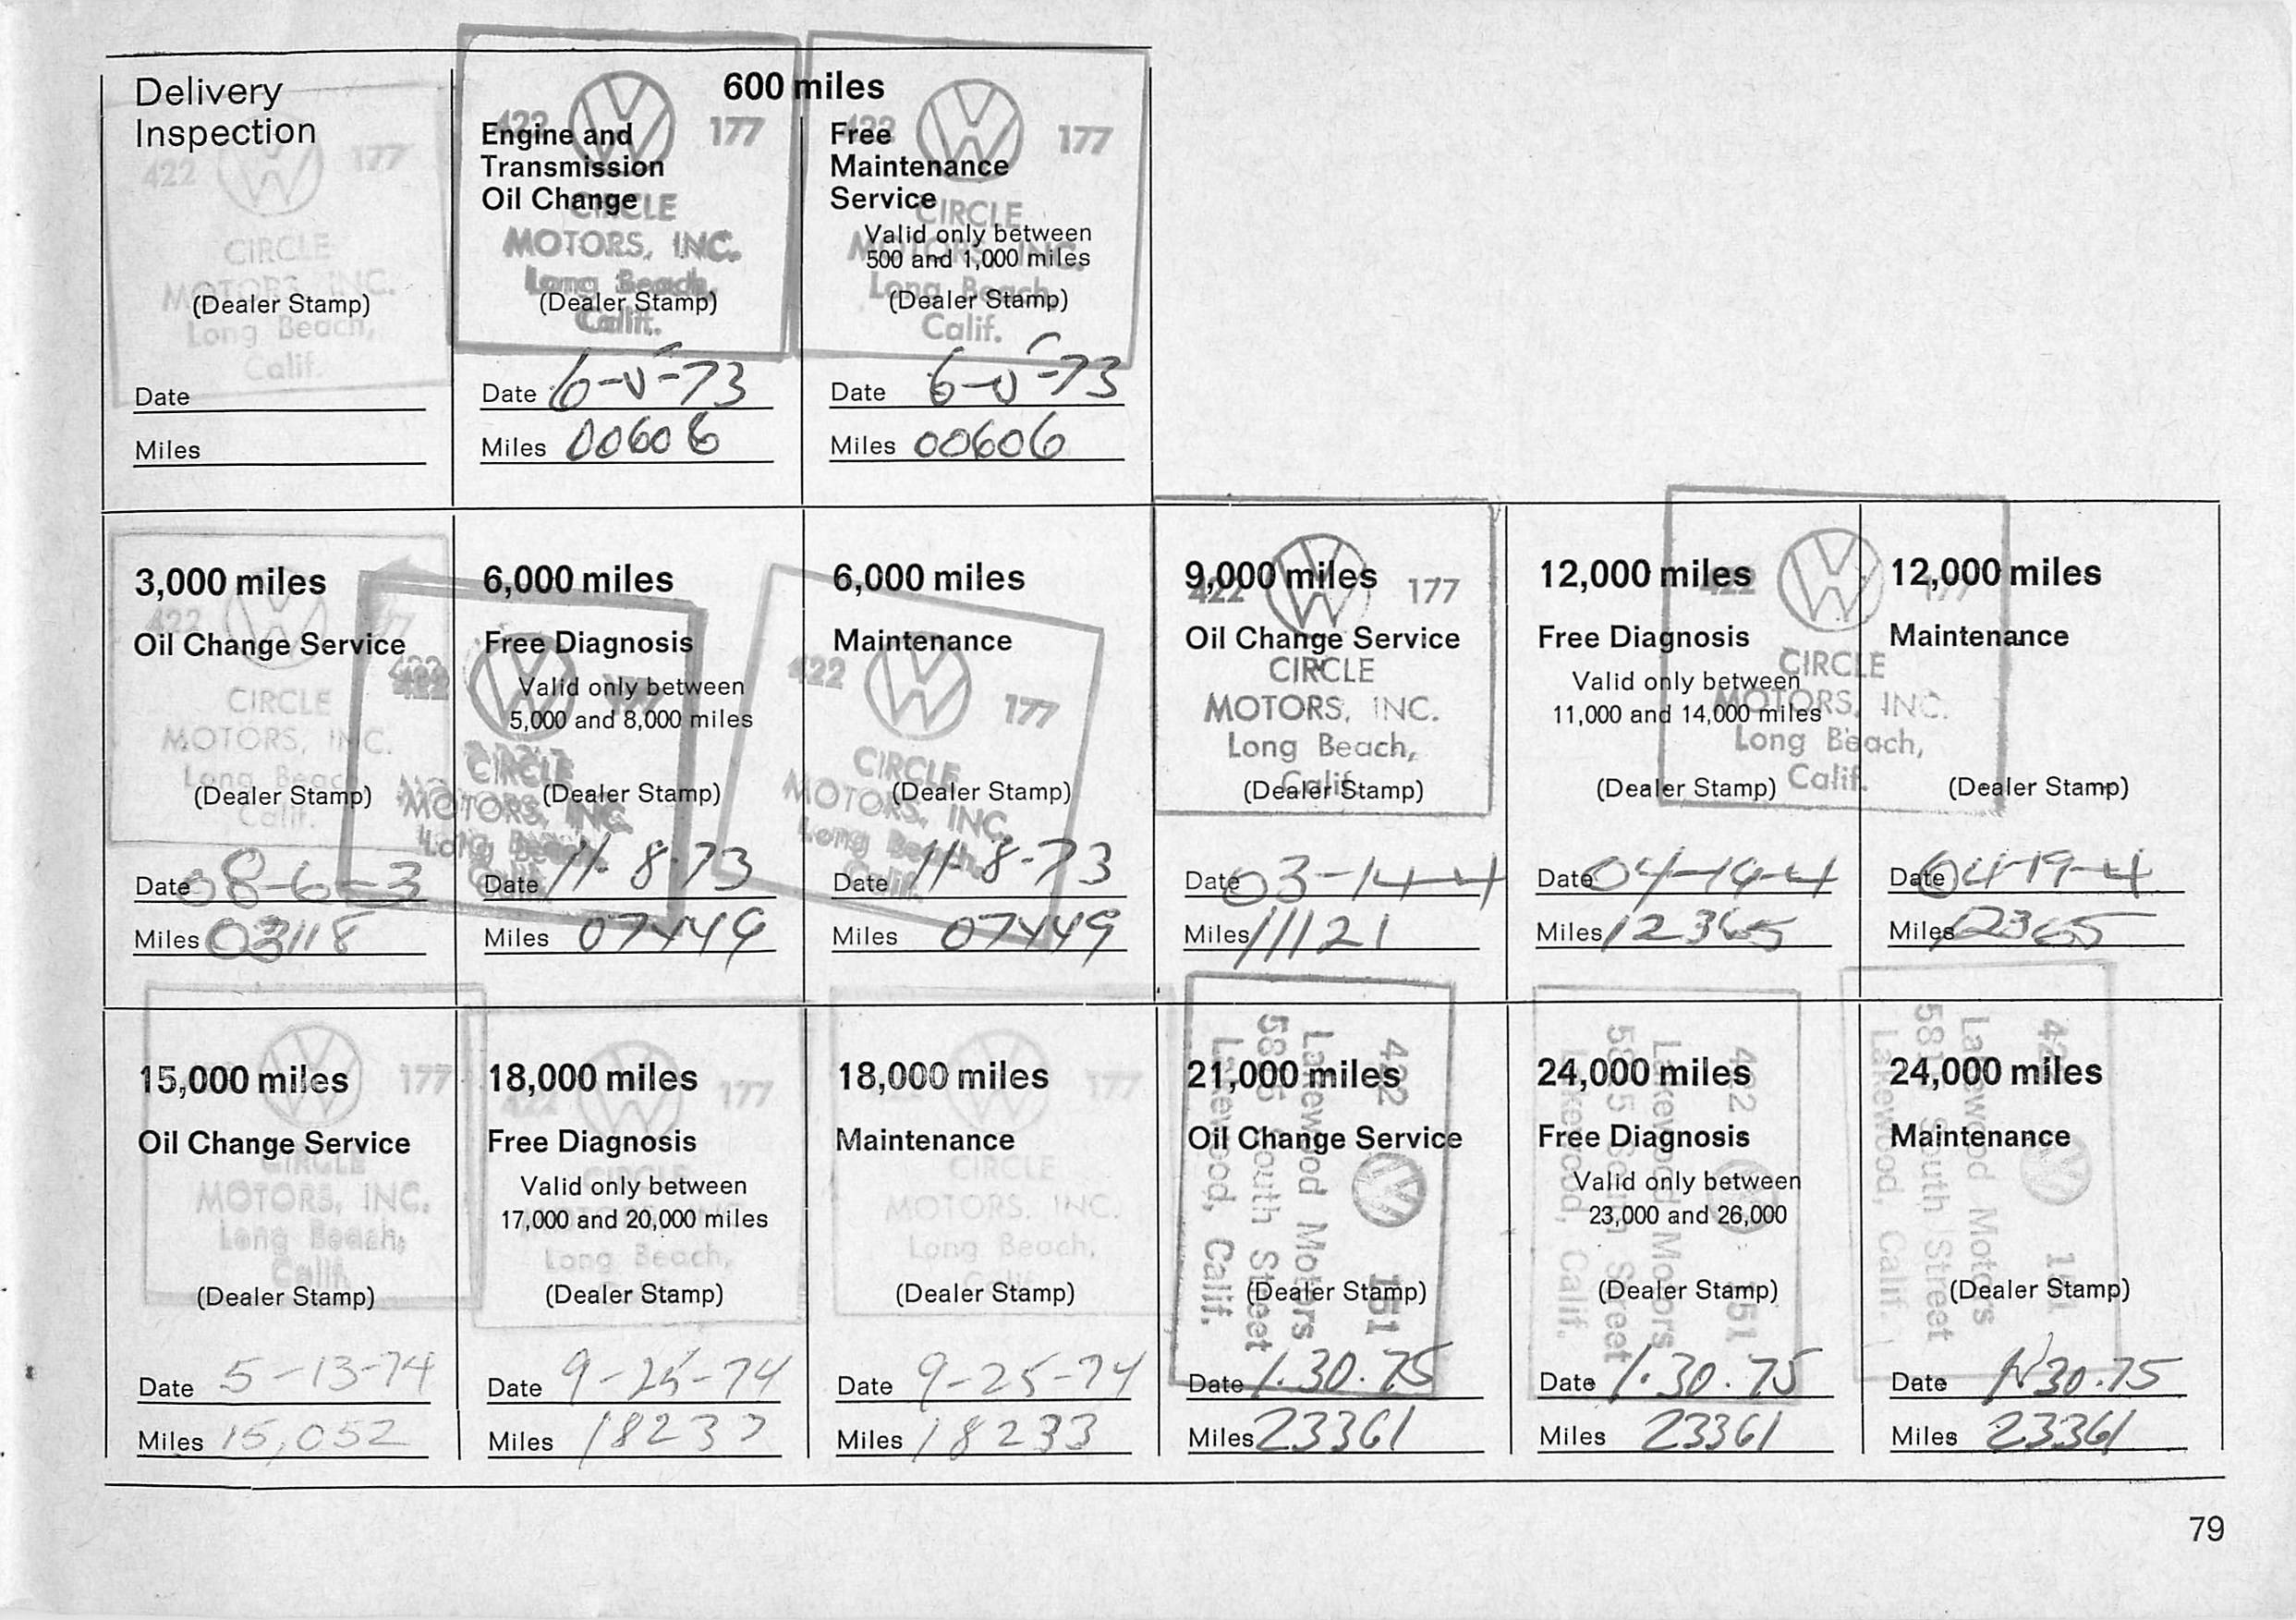 Delivery
Inspection
422 177
CIRCLE
MOTORS, INC.
(Dealer Stamp)
Long Beach,
Calif.
Date
Miles
600 miles
Engine and
Transmission
Oil Change
422 177
CIRCLE
MOTORS, INC.
Long Beach,
(Dealer Stamp)
Calif.
Date 6-5-73
Miles 00606
Free
Maintenance
Service
422 177
CIRCLE
Valid only between
MOTORS, INC.
500 and 1,000 miles
Long Beach,
(Dealer Stamp)
Calif.
Date 6-5-73
Miles 00606
3,000 miles
Oil Change Service
422 177
CIRCLE
MOTORS, INC.
Long Beach,
(Dealer Stamp)
Calif.
Date 08-6-3
Miles 03118
6,000 miles
Free Diagnosis
422 177
Valid only between
5,000 and 8,000 miles
CIRCLE
(Dealer Stamp)
MOTORS, INC.
Long Beach,
Calif.
Date 11-8-73
Miles 07449
6,000 miles
Maintenance
422 177
CIRCLE
(Dealer Stamp)
MOTORS, INC.
Long Beach,
Calif.
Date 11-8-73
Miles 07449
9,000 miles
422 177
Oil Change Service
CIRCLE
MOTORS, INC.
Long Beach,
Calif.
(Dealer Stamp)
Date 03-14-4
Miles 11121
12,000 miles
422 177
Free Diagnosis
CIRCLE
Valid only between
MOTORS, INC.
11,000 and 14,000 miles
Long Beach,
Calif.
(Dealer Stamp)
Date 04-19-4
Miles 12365
12,000 miles
Maintenance
(Dealer Stamp)
Date 04-19-4
Miles 12365
15,000 miles
177
Oil Change Service
CIRCLE
MOTORS, INC.
Long Beach,
Calif.
(Dealer Stamp)
Date 5-13-74
Miles 15,052
18,000 miles
422 177
Free Diagnosis
CIRCLE
Valid only between
17,000 and 20,000 miles
Long Beach,
(Dealer Stamp)
Date 9-25-74
Miles 18233
18,000 miles
177
Maintenance
CIRCLE
MOTORS, INC.
Long Beach,
Calif.
(Dealer Stamp)
Date 9-25-74
Miles 18233
21,000 miles
Oil Change Service
422 151
Lakewood Motors
5815 South Street
Lakewood, Calif.
(Dealer Stamp)
Date 1.30.75
Miles 23361
24,000 miles
Free Diagnosis
Valid only between
23,000 and 26,000
422 151
Lakewood Motors
5815 South Street
Lakewood, Calif.
(Dealer Stamp)
Date 1.30.75
Miles 23361
24,000 miles
Maintenance
422 151
Lakewood Motors
5815 South Street
Lakewood, Calif.
(Dealer Stamp)
Date 1.30.75
Miles 23361
79